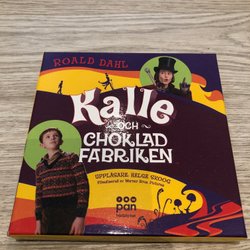 ROALD DAHL
Kalle
OCH
CHOKLAD
FABRIKEN
UPPLÄSARE HELGE SKOOG
pan